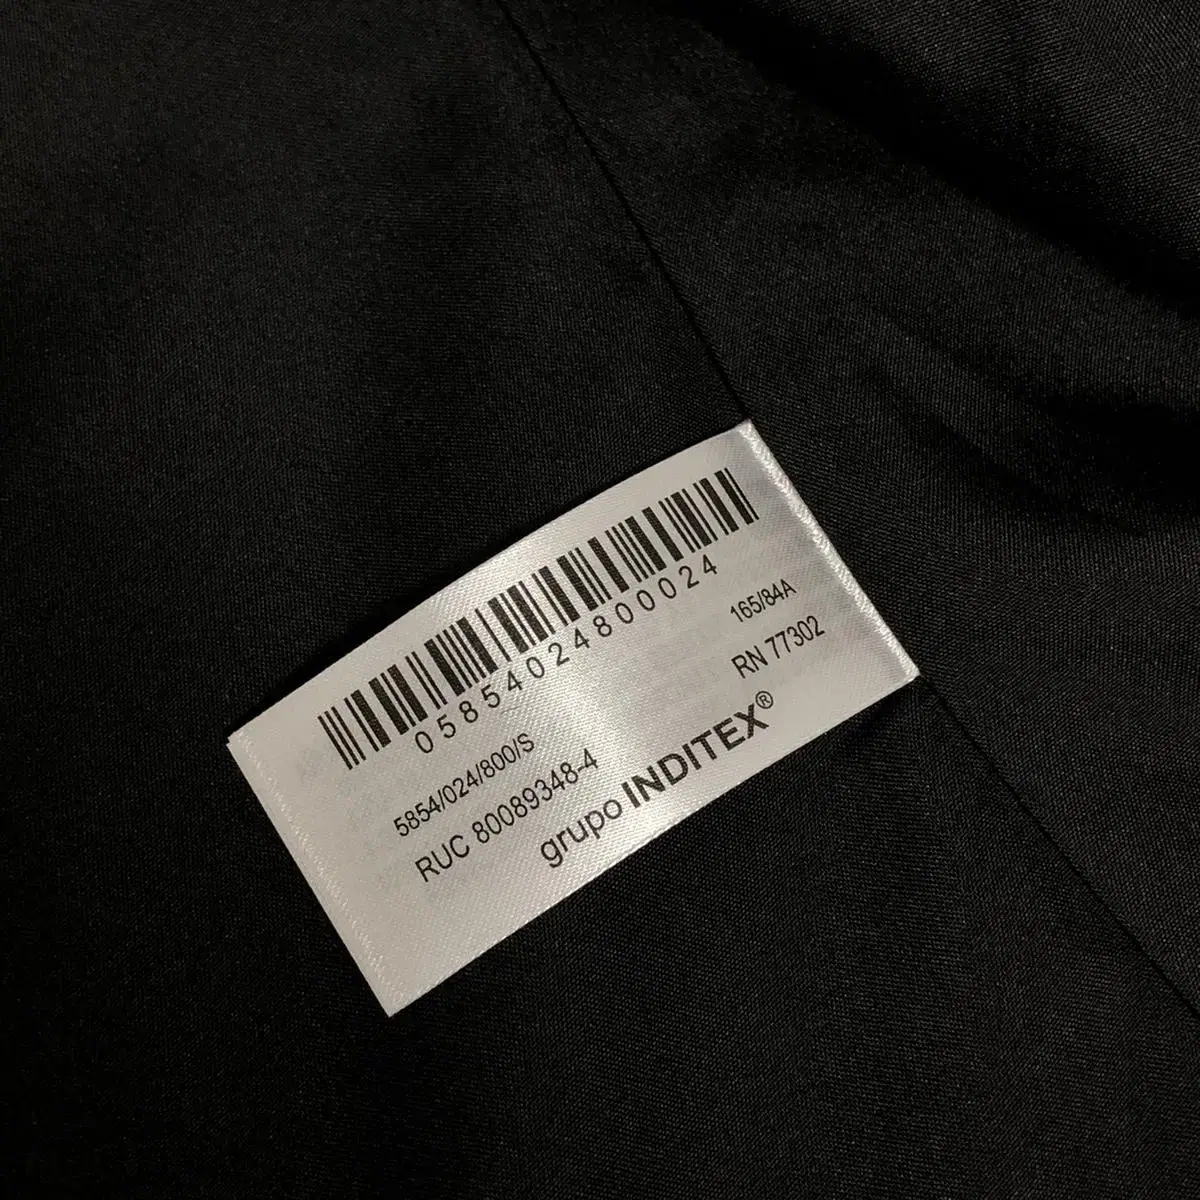 05854024800024
5854/024/800/S 165/84A
RUC 80089348-4 RN 77302
grupo INDITEX®